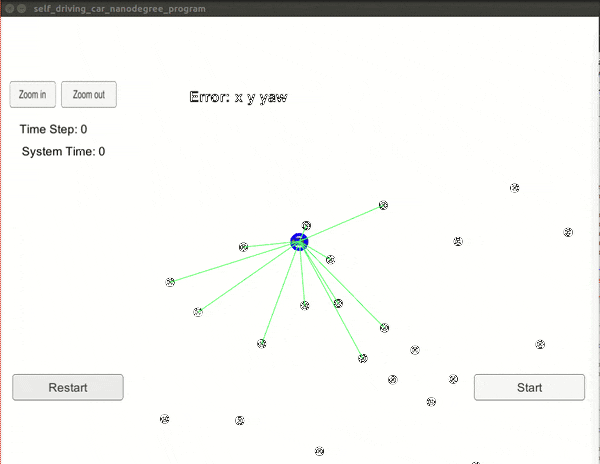 self_driving_car_nanodegree_program
Zoom in
Zoom out
Error: x y yaw
Time Step: 0
System Time: 0
Restart
Start